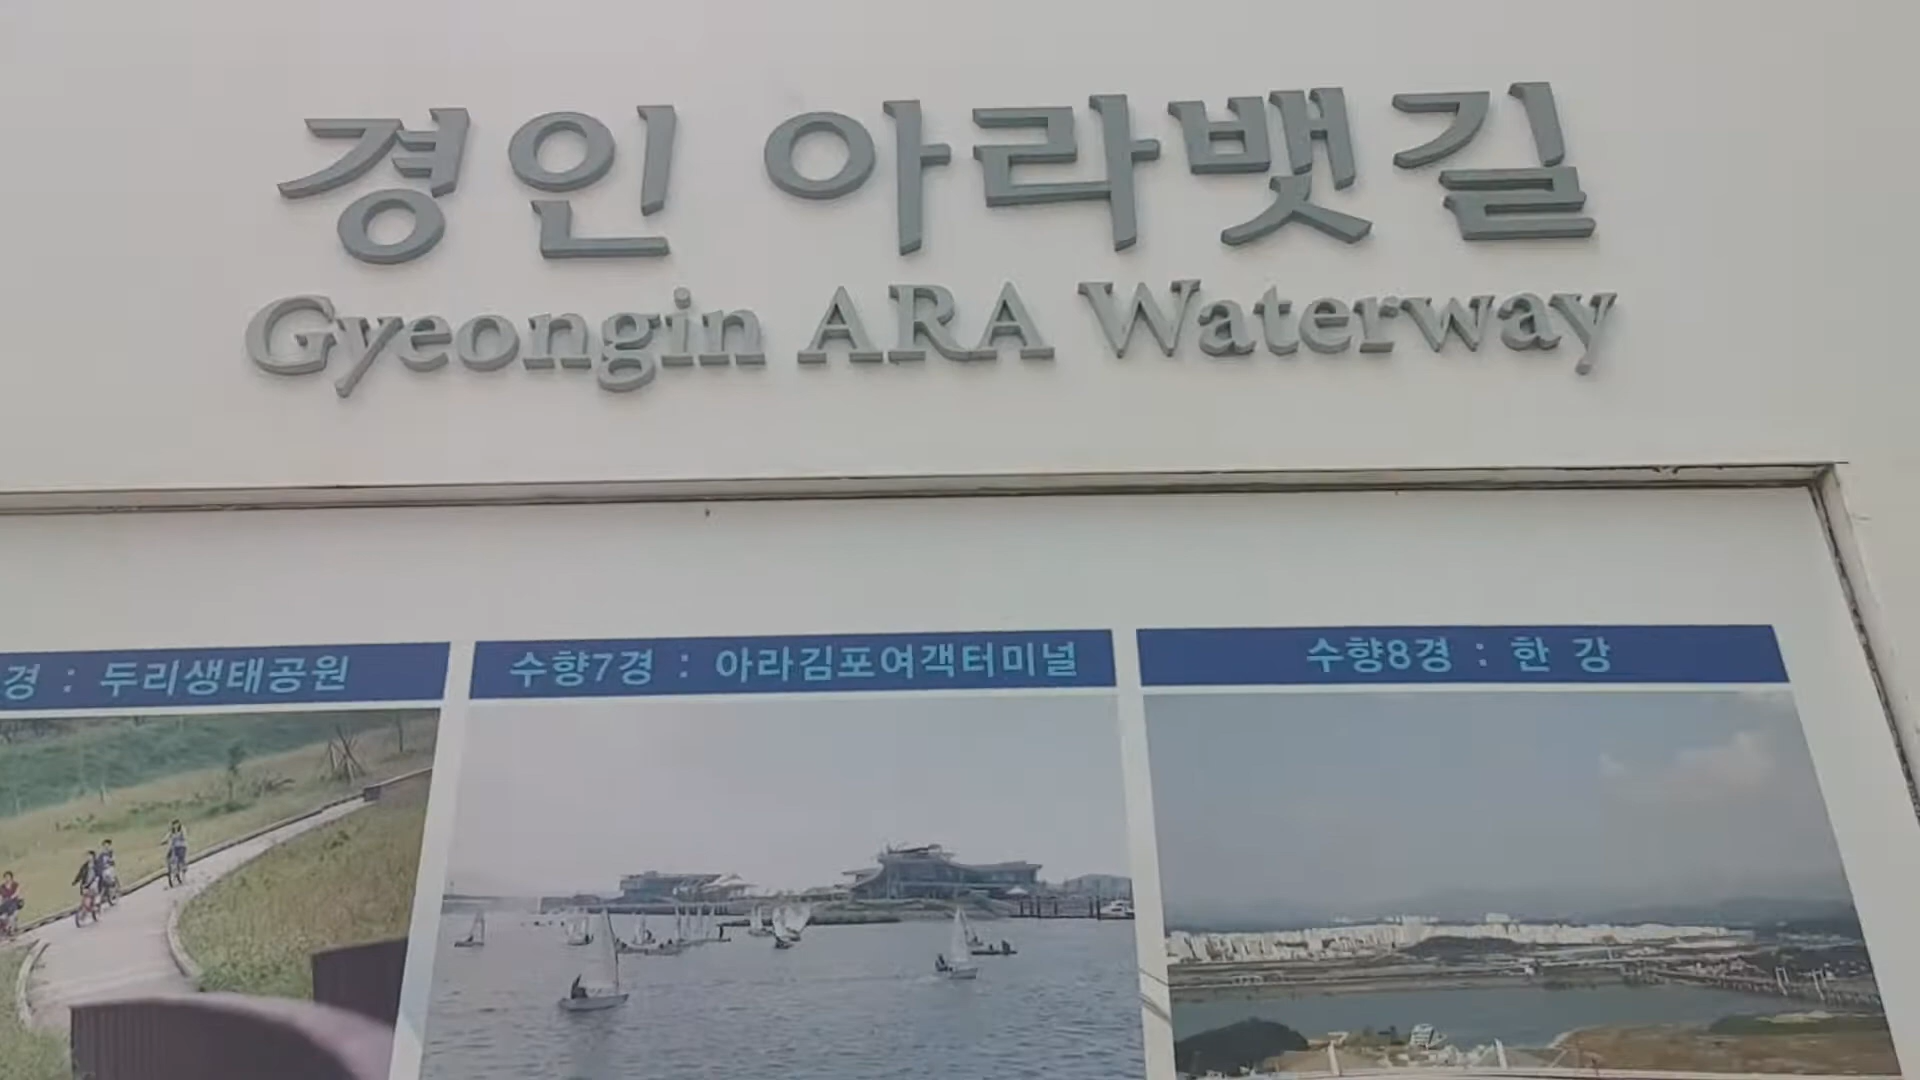 경인 아라뱃길
Gyeongin ARA Waterway
경 : 두리생태공원
수향7경 : 아라김포여객터미널
수향8경 : 한 강